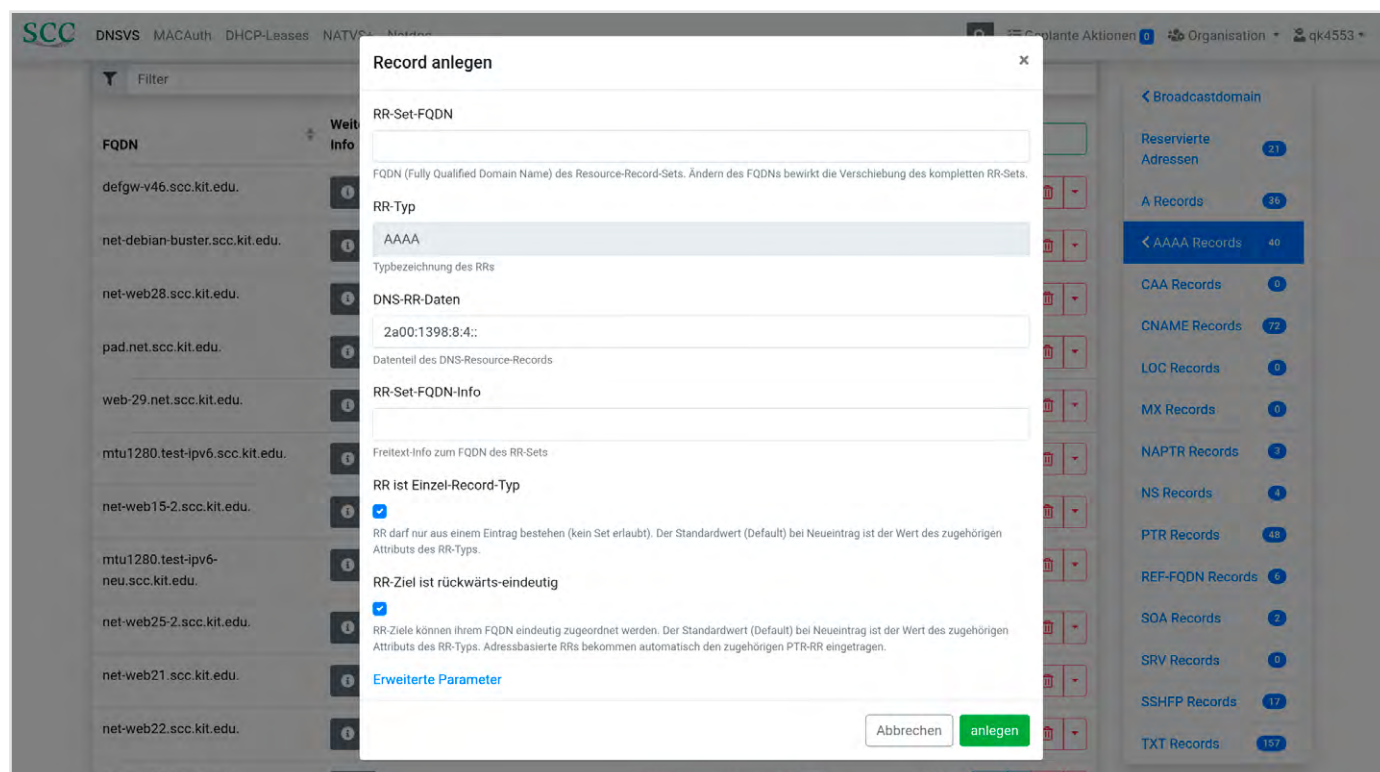 SCC DNSVS MACAuth DHCP-Leases NATVS+ Geplante Aktionen 0 Organisation qk4553
Filter
FQDN
Info
defgw-v46.scc.kit.edu.
net-debian-buster.scc.kit.edu.
net-web28.scc.kit.edu.
pad.net.scc.kit.edu.
web-29.net.scc.kit.edu.
mtu1280.test-ipv6.scc.kit.edu.
net-web15-2.scc.kit.edu.
mtu1280.test-ipv6-
neu.scc.kit.edu.
net-web25-2.scc.kit.edu.
net-web21.scc.kit.edu.
net-web22.scc.kit.edu.
Record anlegen ×
RR-Set-FQDN
FQDN (Fully Qualified Domain Name) des Resource-Record-Sets. Ändern des FQDNs bewirkt die Verschiebung des kompletten RR-Sets.
RR-Typ
AAAA
Typbezeichnung des RRs
DNS-RR-Daten
2a00:1398:8:4::
Datenteil des DNS-Resource-Records
RR-Set-FQDN-Info
Freitext-Info zum FQDN des RR-Sets
RR ist Einzel-Record-Typ
RR darf nur aus einem Eintrag bestehen (kein Set erlaubt). Der Standardwert (Default) bei Neueintrag ist der Wert des zugehörigen
Attributs des RR-Typs.
RR-Ziel ist rückwärts-eindeutig
RR-Ziele können ihrem FQDN eindeutig zugeordnet werden. Der Standardwert (Default) bei Neueintrag ist der Wert des zugehörigen
Attributs des RR-Typs. Adressbasierte RRs bekommen automatisch den zugehörigen PTR-RR eingetragen.
Erweiterte Parameter
Abbrechen anlegen
Broadcastdomain
Reservierte
Adressen 21
A Records 36
AAAA Records 40
CAA Records 0
CNAME Records 72
LOC Records 0
MX Records 0
NAPTR Records 3
NS Records 4
PTR Records 48
REF-FQDN Records 6
SOA Records 2
SRV Records 0
SSHFP Records 17
TXT Records 157